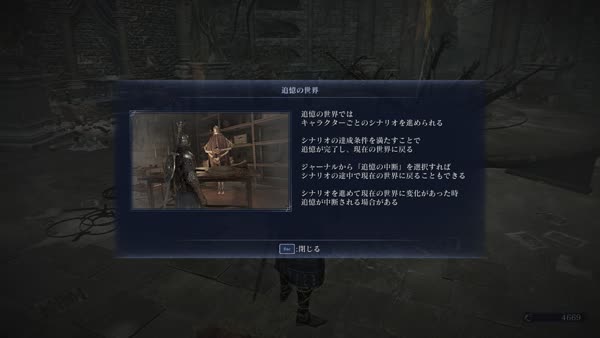 追憶の世界
追憶の世界では
キャラクターごとのシナリオを進められる
シナリオの達成条件を満たすことで
追憶が完了し、現在の世界に戻る
ジャーナルから「追憶の中断」を選択すれば
シナリオの途中で現在の世界に戻ることもできる
シナリオを進めて現在の世界に変化があった時
追憶が中断される場合がある
Esc:閉じる
4669